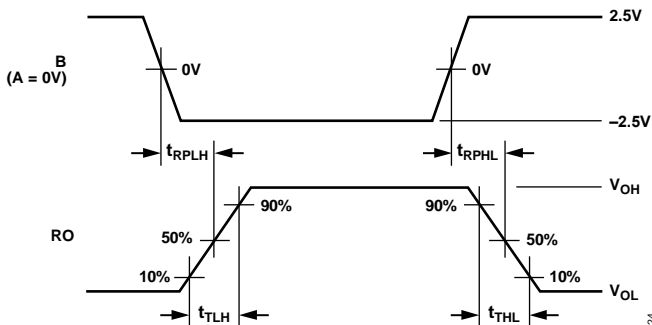 2.5V
B
(A = 0V)
0V
0V
–2.5V
tRPLH
tRPHL
VOH
90%
90%
RO
50%
50%
10%
10%
tTLH
tTHL
VOL
24